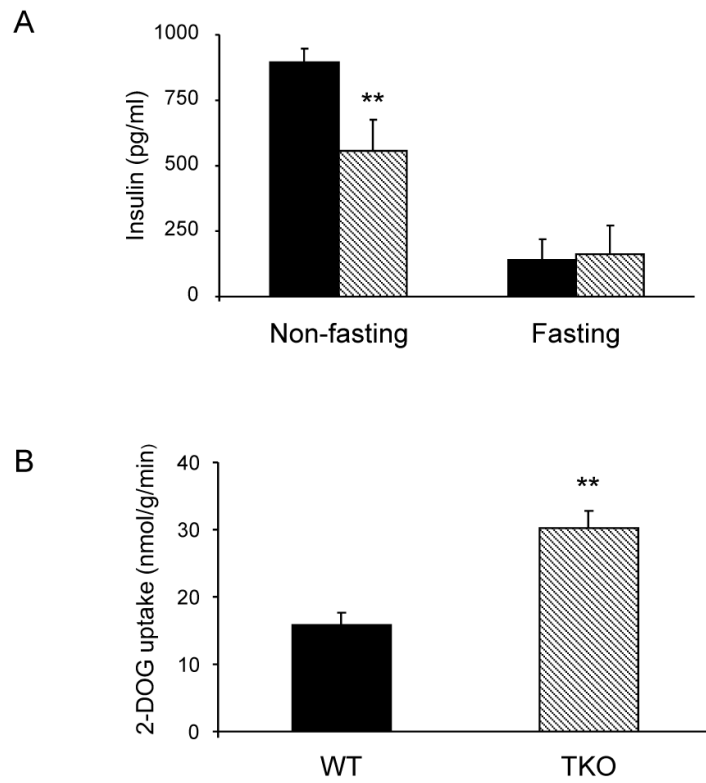 A
Insulin (pg/ml)
1000
750
500
250
0
**
Non-fasting
Fasting
B
2-DOG uptake (nmol/g/min)
40
30
20
10
0
**
WT
TKO